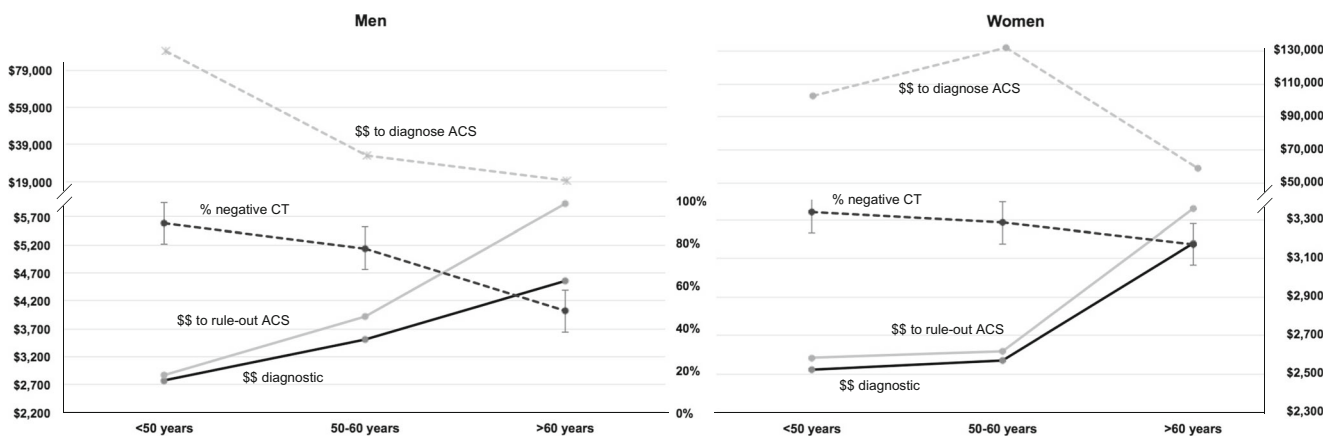 Men
$79,000
$59,000
$39,000
$19,000
$5,700
$5,200
$4,700
$4,200
$3,700
$3,200
$2,700
$2,200
$$ to diagnose ACS
% negative CT
$$ to rule-out ACS
$$ diagnostic
<50 years
50-60 years
>60 years
100%
80%
60%
40%
20%
0%
Women
$$ to diagnose ACS
% negative CT
$$ to rule-out ACS
$$ diagnostic
<50 years
50-60 years
>60 years
$130,000
$110,000
$90,000
$70,000
$50,000
$3,300
$3,100
$2,900
$2,700
$2,500
$2,300